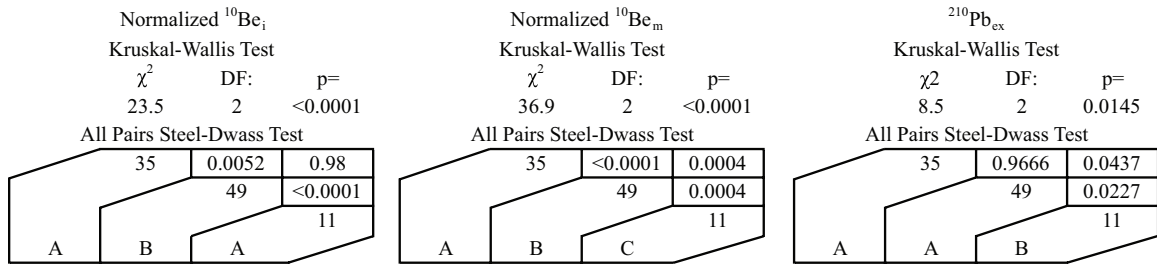 Normalized ¹⁰Beᵢ
Kruskal-Wallis Test
χ² DF: p=
23.5 2 <0.0001
All Pairs Steel-Dwass Test
35 0.0052 0.98
49 <0.0001
11
A B A
Normalized ¹⁰Beₘ
Kruskal-Wallis Test
χ² DF: p=
36.9 2 <0.0001
All Pairs Steel-Dwass Test
35 <0.0001 0.0004
49 0.0004
11
A B C
²¹⁰Pbₑₓ
Kruskal-Wallis Test
χ2 DF: p=
8.5 2 0.0145
All Pairs Steel-Dwass Test
35 0.9666 0.0437
49 0.0227
11
A A B